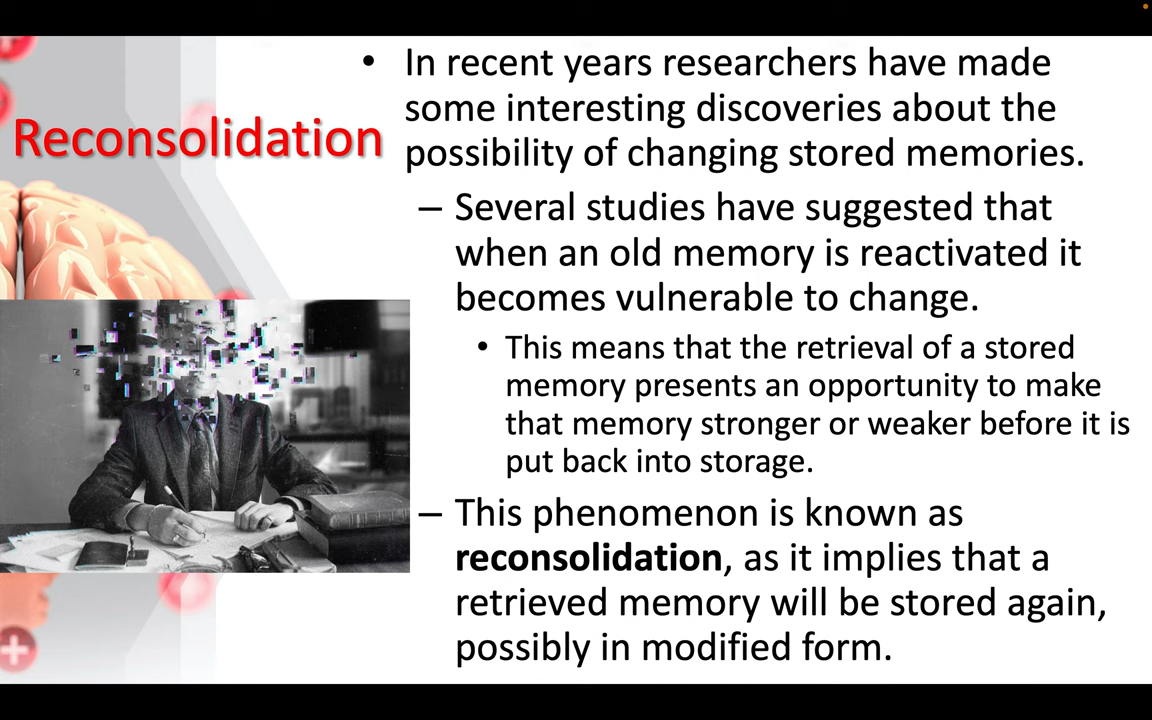 Reconsolidation
• In recent years researchers have made
some interesting discoveries about the
possibility of changing stored memories.
– Several studies have suggested that
when an old memory is reactivated it
becomes vulnerable to change.
• This means that the retrieval of a stored
memory presents an opportunity to make
that memory stronger or weaker before it is
put back into storage.
– This phenomenon is known as
reconsolidation, as it implies that a
retrieved memory will be stored again,
possibly in modified form.